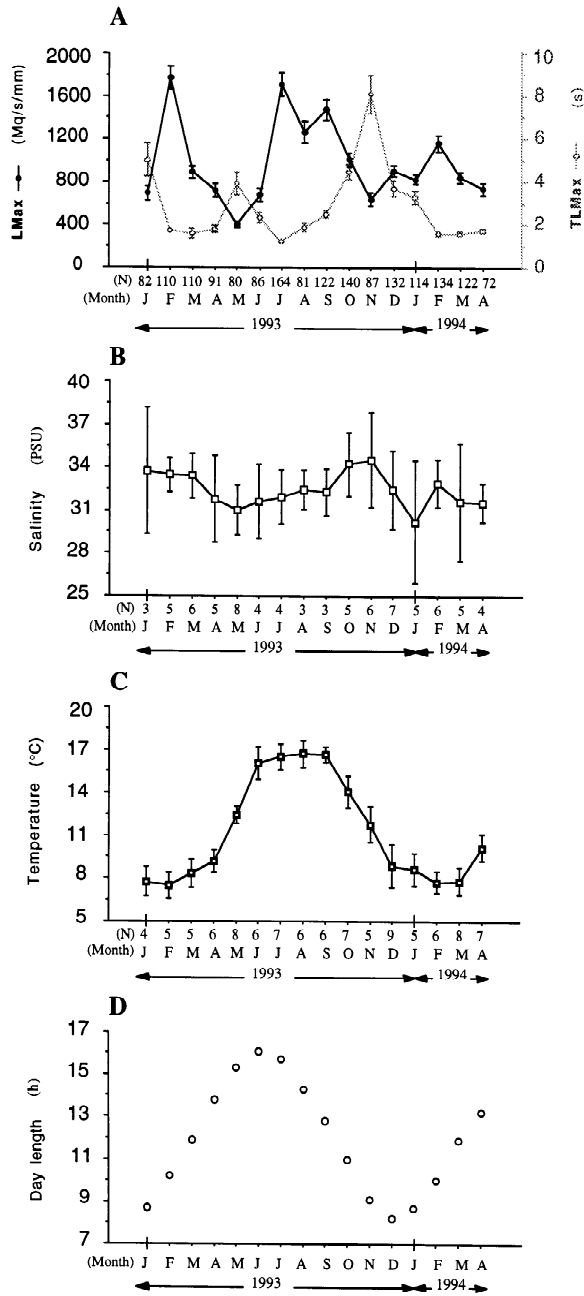 A
LMax (Mq/s/mm)
2000
1600
1200
800
400
0
10
8
6
4
2
0
TLMax (s)
(N) 82 110 110 91 80 86 164 81 122 140 87 132 114 134 122 72
(Month) J F M A M J J A S O N D J F M A
1993 1994
B
Salinity (PSU)
40
37
34
31
28
25
(N) 3 5 6 5 8 4 4 3 3 5 6 7 5 6 5 4
(Month) J F M A M J J A S O N D J F M A
1993 1994
C
Temperature (°C)
20
17
14
11
8
5
(N) 4 5 5 6 8 6 7 6 6 7 5 9 5 6 8 7
(Month) J F M A M J J A S O N D J F M A
1993 1994
D
Day length (h)
17
15
13
11
9
7
(Month) J F M A M J J A S O N D J F M A
1993 1994